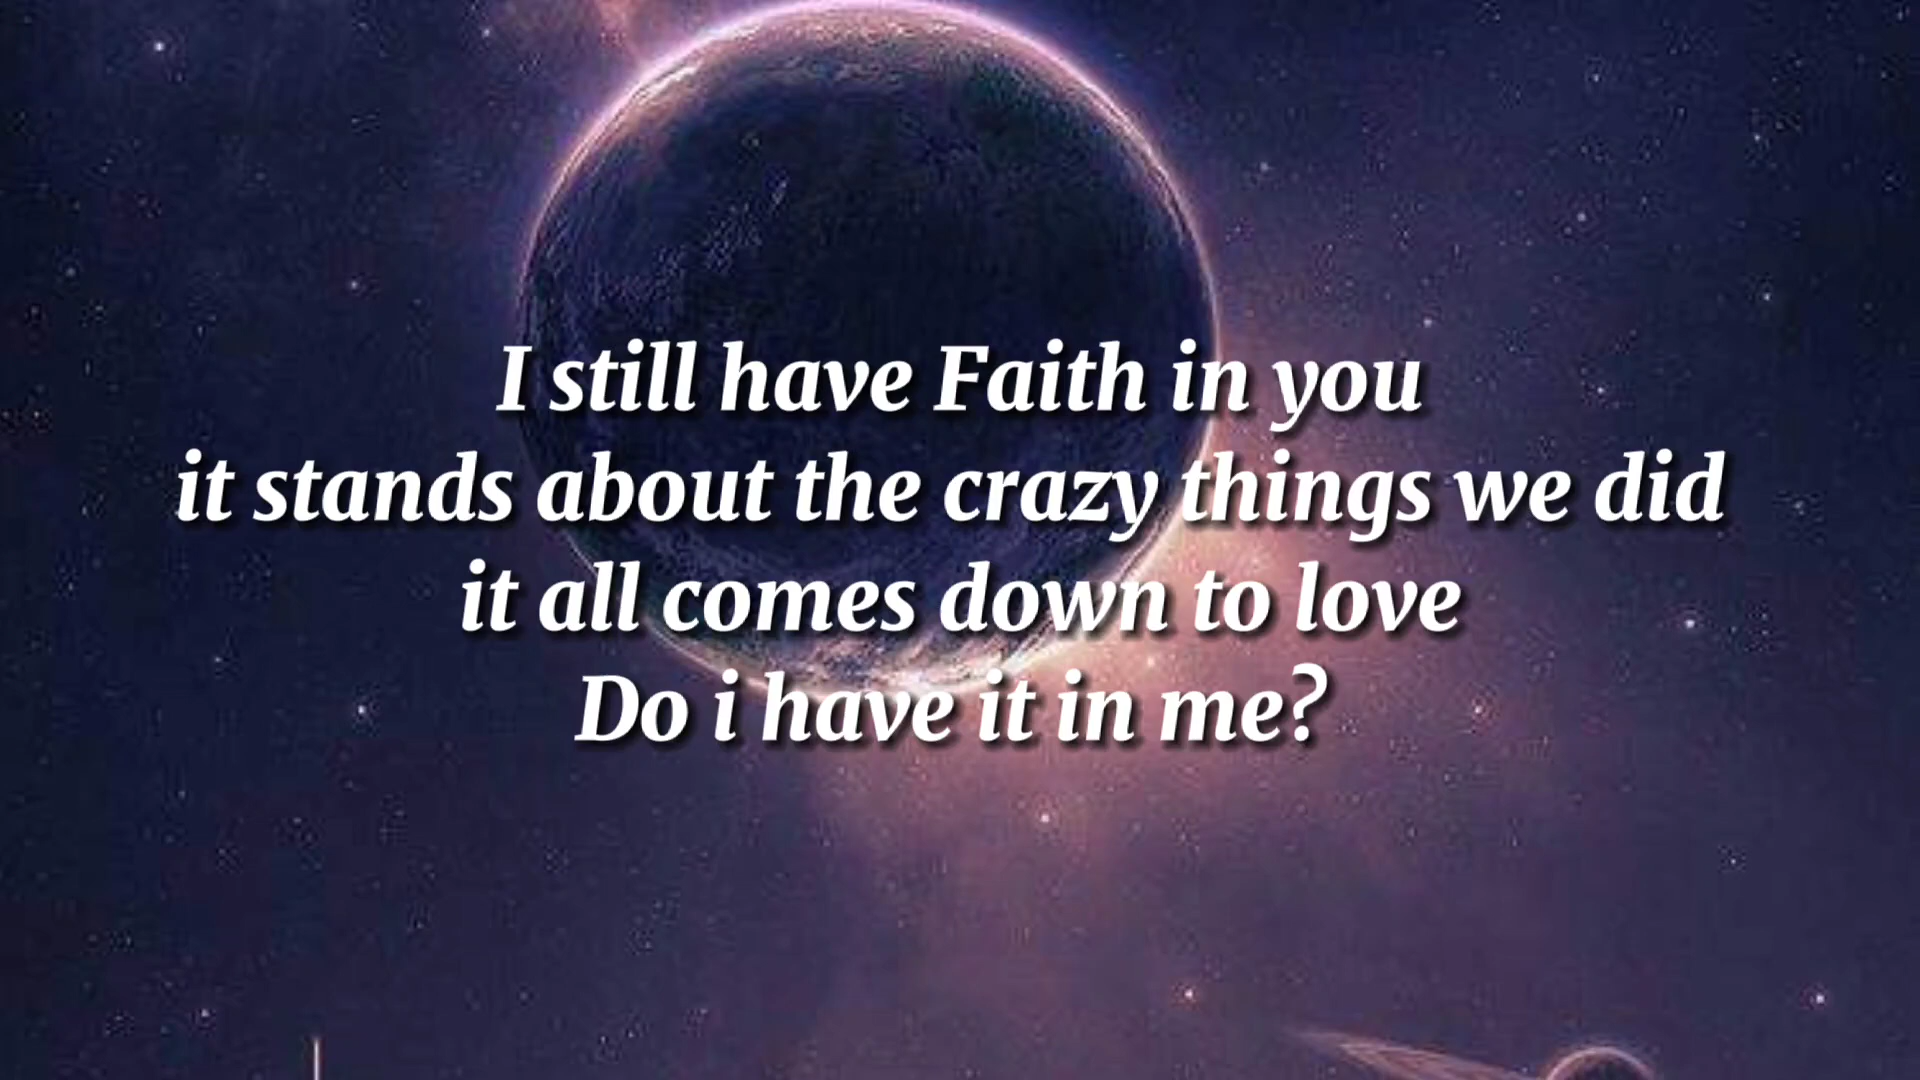 I still have Faith in you
it stands about the crazy things we did
it all comes down to love
Do i have it in me?